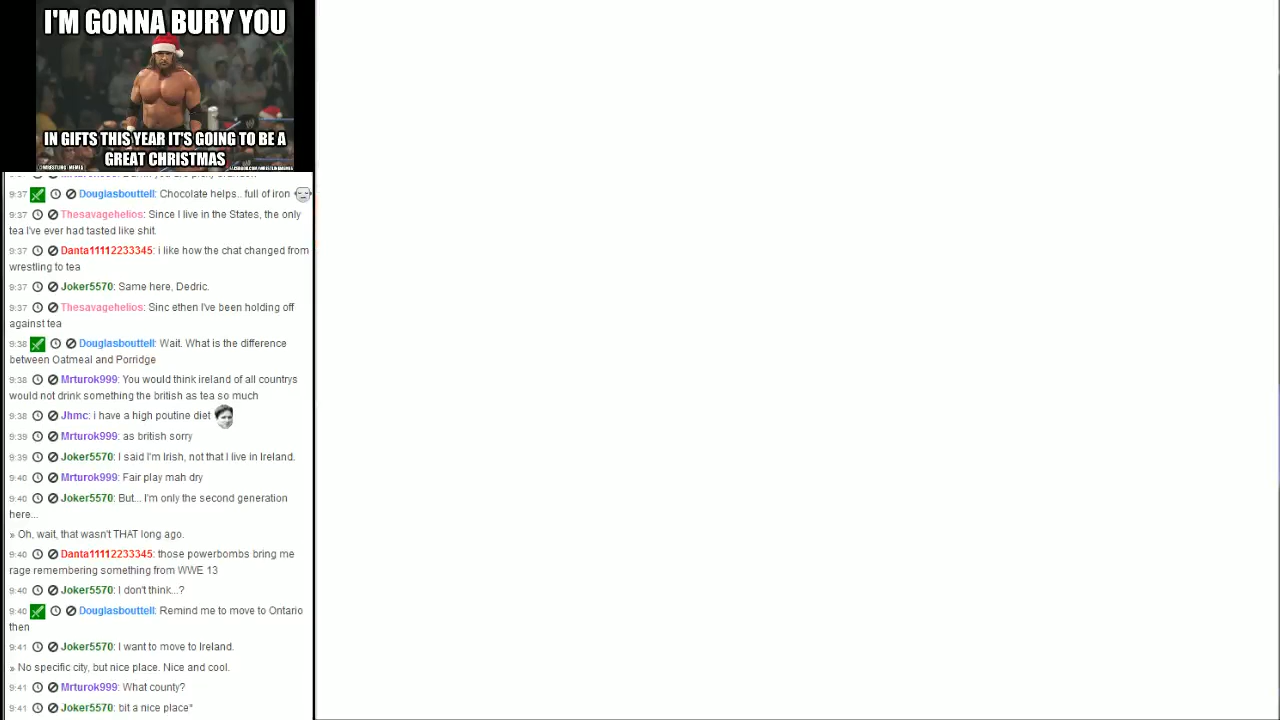 I'M GONNA BURY YOU
IN GIFTS THIS YEAR IT'S GOING TO BE A
GREAT CHRISTMAS
9:37 Douglasbouttell: Chocolate helps.. full of iron
9:37 Thesavagehelios: Since I live in the States, the only
tea I've ever had tasted like shit.
9:37 Danta11112233345: i like how the chat changed from
wrestling to tea
9:37 Joker5570: Same here, Dedric.
9:37 Thesavagehelios: Sinc ethen I've been holding off
against tea
9:38 Douglasbouttell: Wait. What is the difference
between Oatmeal and Porridge
9:38 Mrturok999: You would think ireland of all countrys
would not drink something the british as tea so much
9:38 Jhmc: i have a high poutine diet
9:39 Mrturok999: as british sorry
9:39 Joker5570: I said I'm Irish, not that I live in Ireland.
9:40 Mrturok999: Fair play mah dry
9:40 Joker5570: But... I'm only the second generation
here...
» Oh, wait, that wasn't THAT long ago.
9:40 Danta11112233345: those powerbombs bring me
rage remembering something from WWE 13
9:40 Joker5570: I don't think...?
9:40 Douglasbouttell: Remind me to move to Ontario
then
9:41 Joker5570: I want to move to Ireland.
» No specific city, but nice place. Nice and cool.
9:41 Mrturok999: What county?
9:41 Joker5570: bit a nice place*